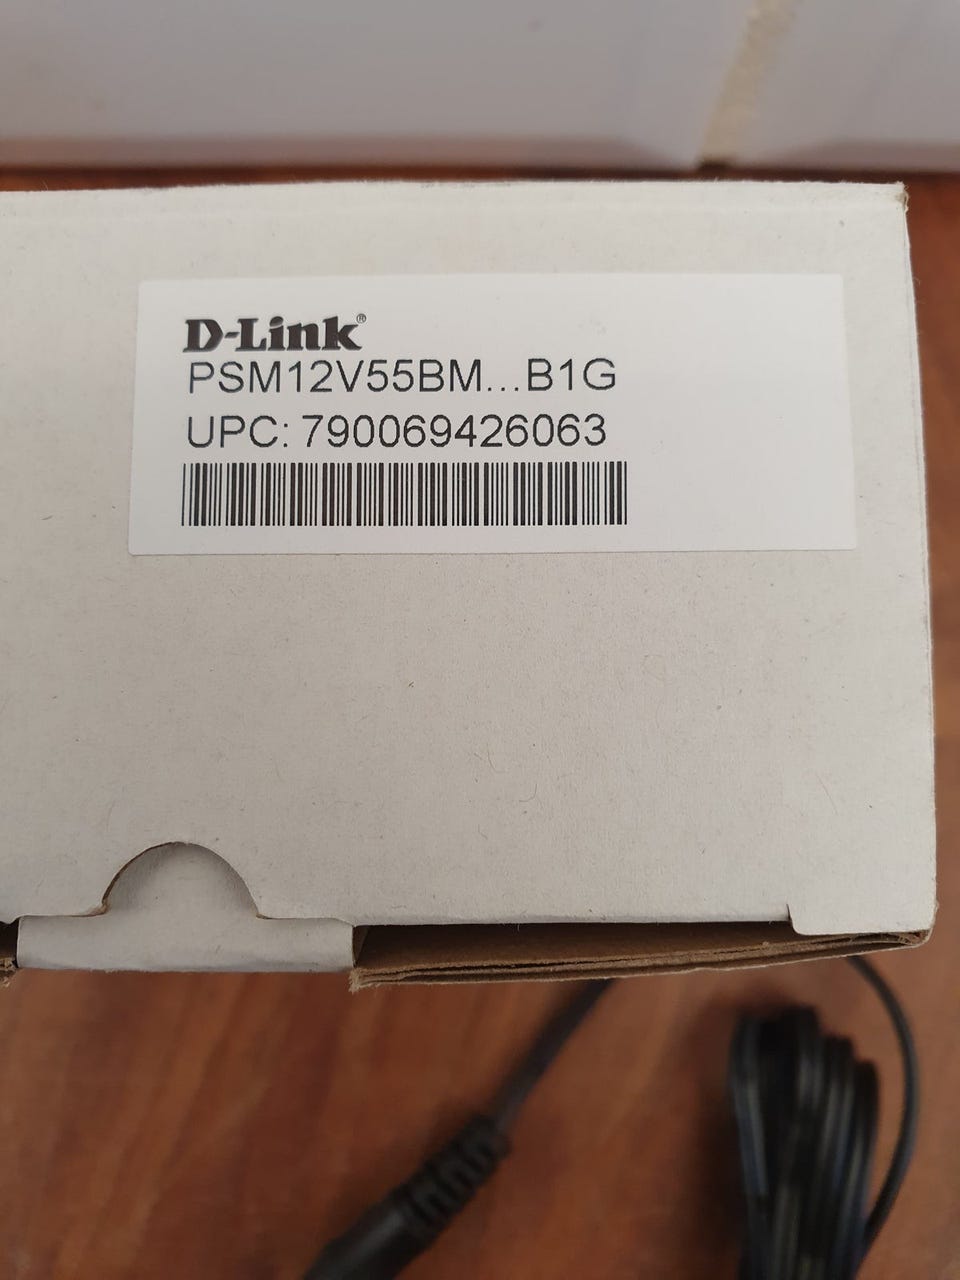 D-Link®
PSM12V55BM...B1G
UPC: 790069426063